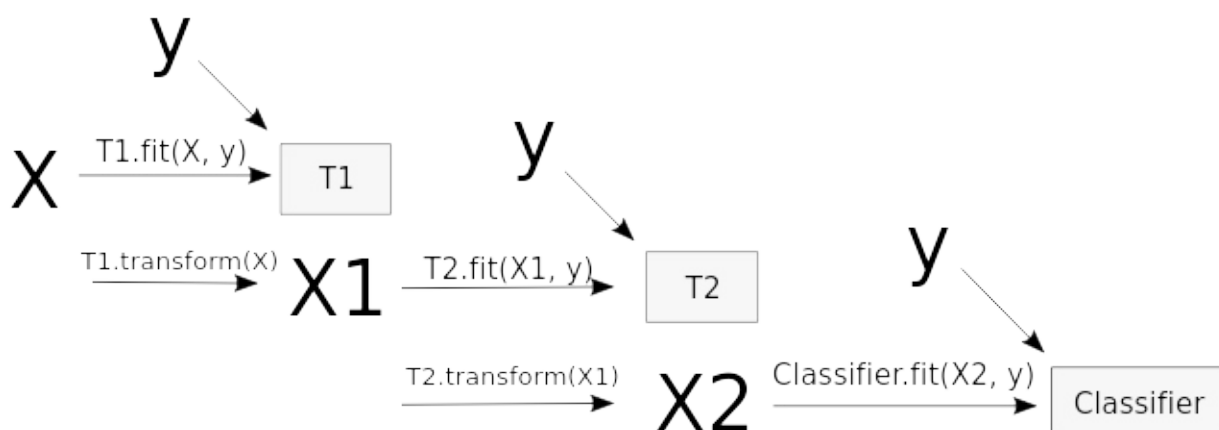 y
T1.fit(X, y)
X
T1
y
T1.transform(X)
X1
T2.fit(X1, y)
T2
y
T2.transform(X1)
X2
Classifier.fit(X2, y)
Classifier